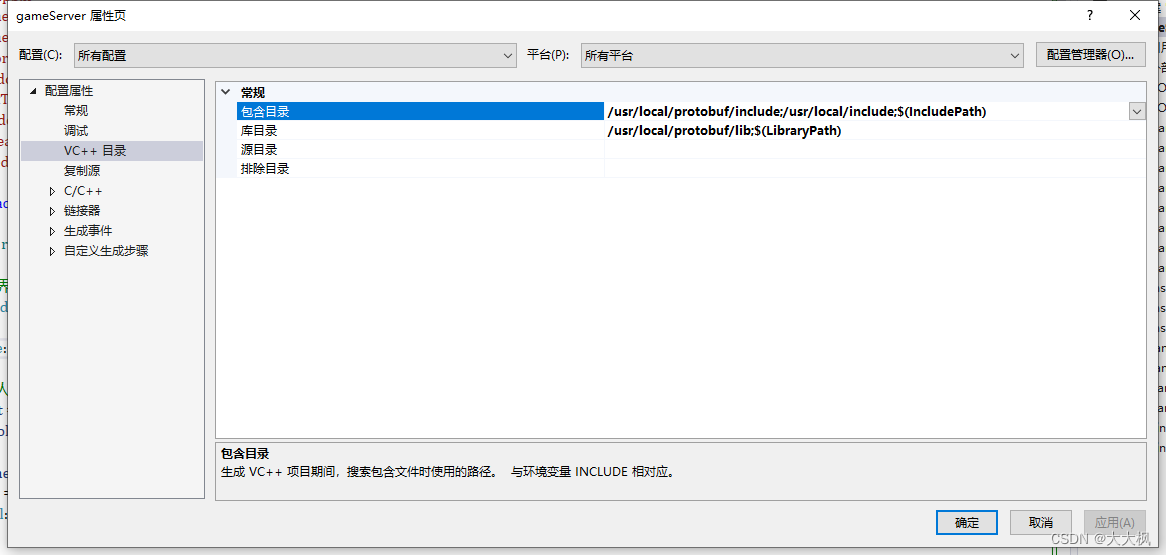 gameServer 属性页
?
配置(C):
所有配置
平台(P):
所有平台
配置管理器(O)...
配置属性
常规
调试
VC++ 目录
复制源
C/C++
链接器
生成事件
自定义生成步骤
常规
包含目录 /usr/local/protobuf/include;/usr/local/include;$(IncludePath)
库目录 /usr/local/protobuf/lib;$(LibraryPath)
源目录
排除目录
包含目录
生成 VC++ 项目期间，搜索包含文件时使用的路径。 与环境变量 INCLUDE 相对应。
确定
取消
应用(A)
CSDN @大大枫